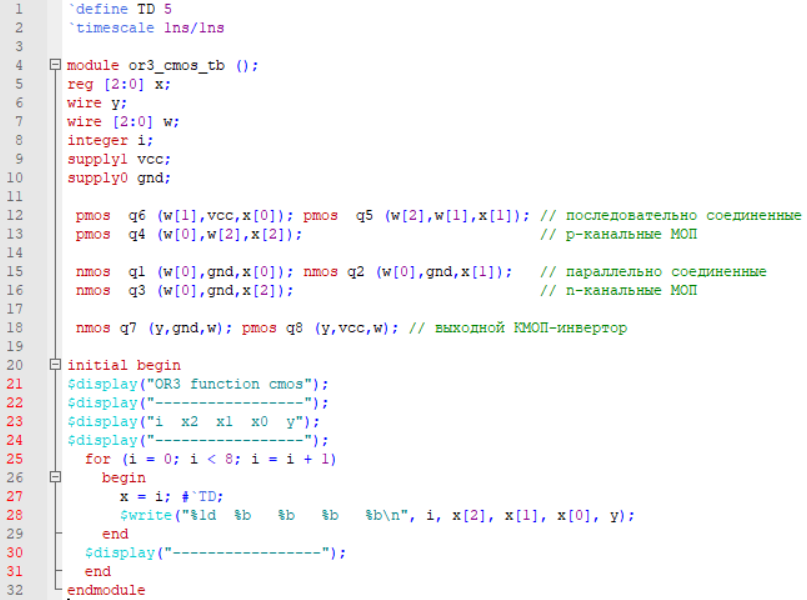 1 `define TD 5
2 `timescale 1ns/1ns
3
4 module or3_cmos_tb ();
5 reg [2:0] x;
6 wire y;
7 wire [2:0] w;
8 integer i;
9 supply1 vcc;
10 supply0 gnd;
11
12 pmos q6 (w[1],vcc,x[0]); pmos q5 (w[2],w[1],x[1]); // последовательно соединенные
13 pmos q4 (w[0],w[2],x[2]); // p-канальные МОП
14
15 nmos q1 (w[0],gnd,x[0]); nmos q2 (w[0],gnd,x[1]); // параллельно соединенные
16 nmos q3 (w[0],gnd,x[2]); // n-канальные МОП
17
18 nmos q7 (y,gnd,w); pmos q8 (y,vcc,w); // выходной КМОП-инвертор
19
20 initial begin
21 $display("OR3 function cmos");
22 $display("-----------------");
23 $display("i x2 x1 x0 y");
24 $display("-----------------");
25 for (i = 0; i < 8; i = i + 1)
26 begin
27 x = i; #`TD;
28 $write("%1d %b %b %b %b\n", i, x[2], x[1], x[0], y);
29 end
30 $display("-----------------");
31 end
32 endmodule